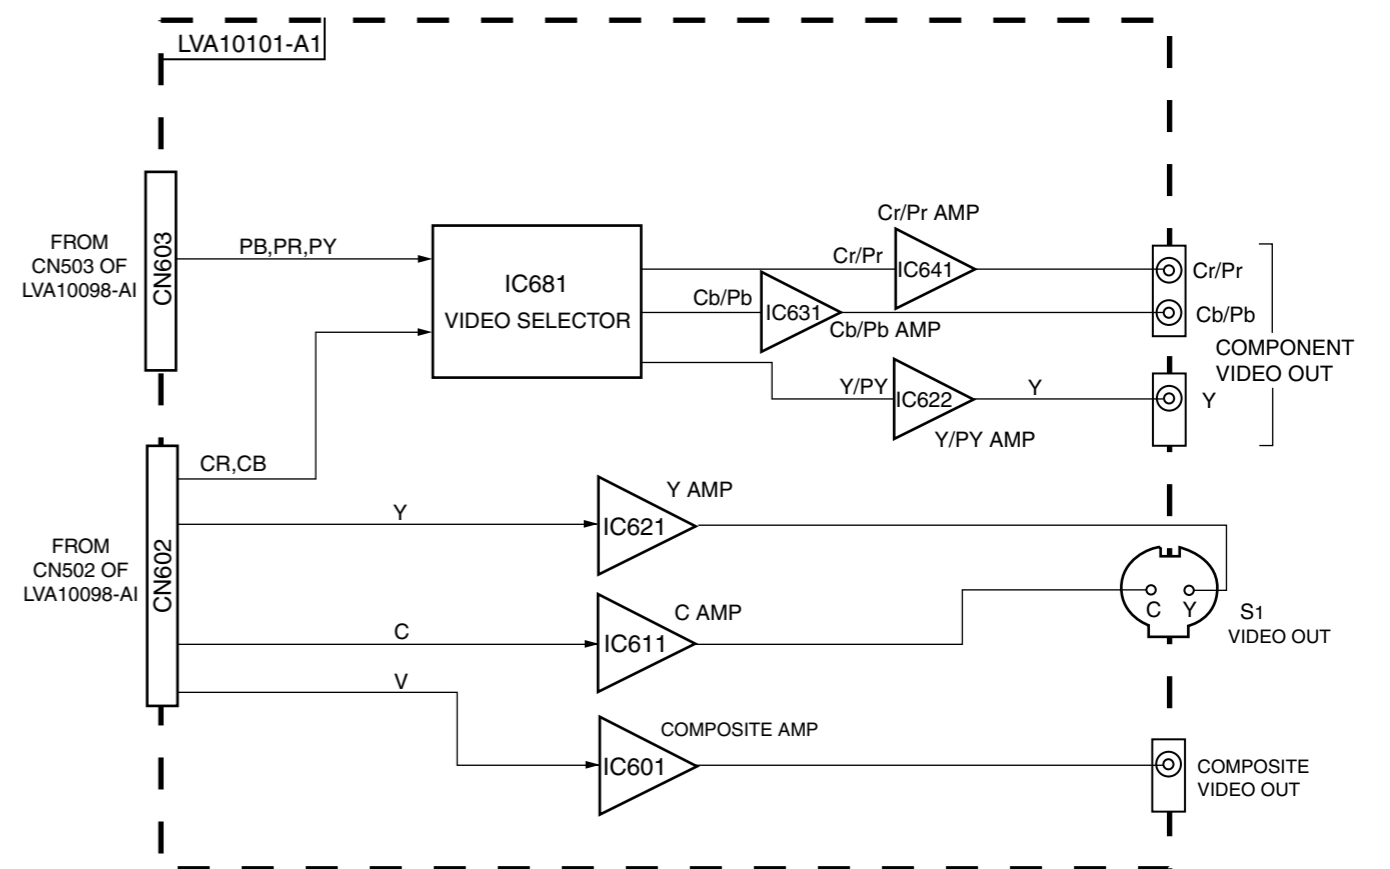 LVA10101-A1
FROM
CN503 OF
LVA10098-AI
CN603
PB,PR,PY
IC681
VIDEO SELECTOR
Cr/Pr AMP
Cr/Pr
IC641
Cb/Pb
IC631
Cb/Pb AMP
Y/PY
IC622
Y
Y/PY AMP
Cr/Pr
Cb/Pb
COMPONENT
VIDEO OUT
Y
FROM
CN502 OF
LVA10098-AI
CN602
CR,CB
Y
Y AMP
IC621
C
C AMP
IC611
C Y
S1
VIDEO OUT
V
COMPOSITE AMP
IC601
COMPOSITE
VIDEO OUT